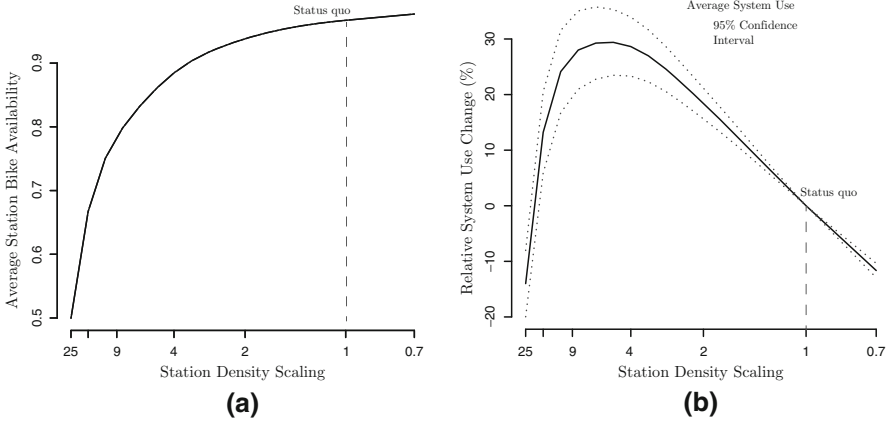 Status quo
Average Station Bike Availability
0.9
0.8
0.7
0.6
0.5
25
9
4
2
1
0.7
Station Density Scaling
(a)
Average System Use
95% Confidence
Interval
Relative System Use Change (%)
30
20
10
0
−10
−20
Status quo
25
9
4
2
1
0.7
Station Density Scaling
(b)